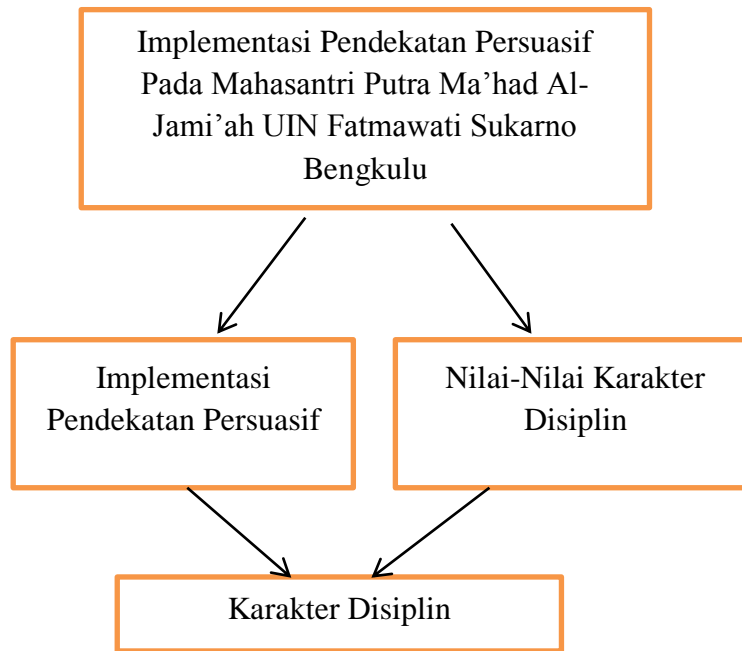 Implementasi Pendekatan Persuasif
Pada Mahasantri Putra Ma’had Al-
Jami’ah UIN Fatmawati Sukarno
Bengkulu
Implementasi
Pendekatan Persuasif
Nilai-Nilai Karakter
Disiplin
Karakter Disiplin